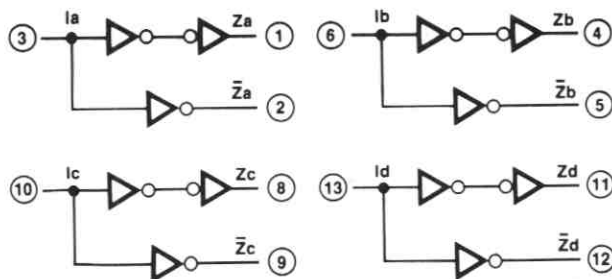 3 Ia Za 1
Z̄a 2
6 Ib Zb 4
Z̄b 5
10 Ic Zc 8
Z̄c 9
13 Id Zd 11
Z̄d 12